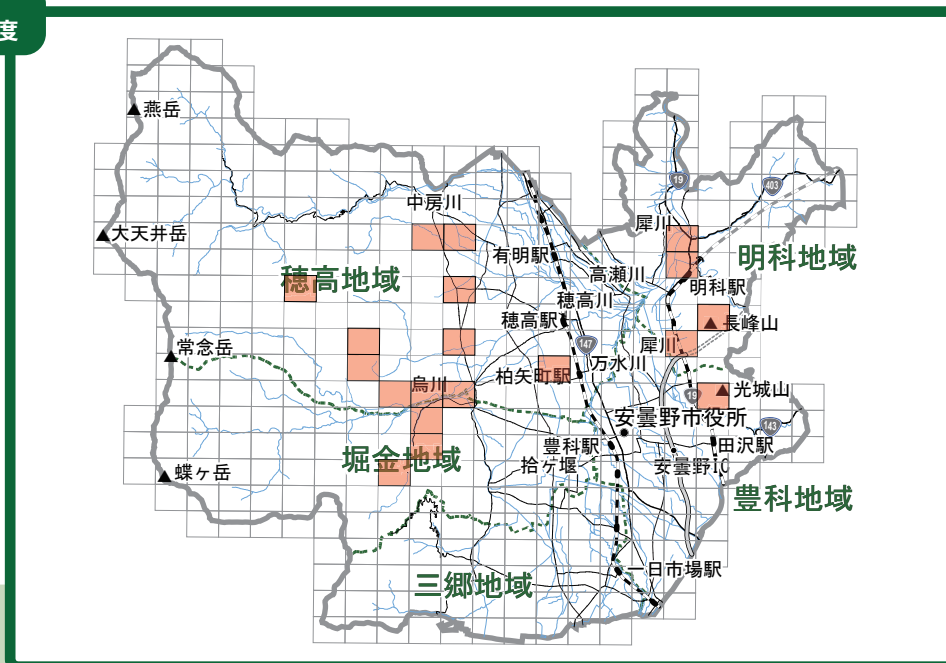 度
燕岳
中房川
19
403
犀川
大天井岳
有明駅
明科地域
穂高地域
高瀬川
明科駅
穂高川
穂高駅
長峰山
常念岳
147
犀川
万水川
柏矢町駅
烏川
19
光城山
安曇野市役所
143
豊科駅
田沢駅
堀金地域
拾ヶ堰
安曇野IC
蝶ヶ岳
豊科地域
一日市場駅
三郷地域